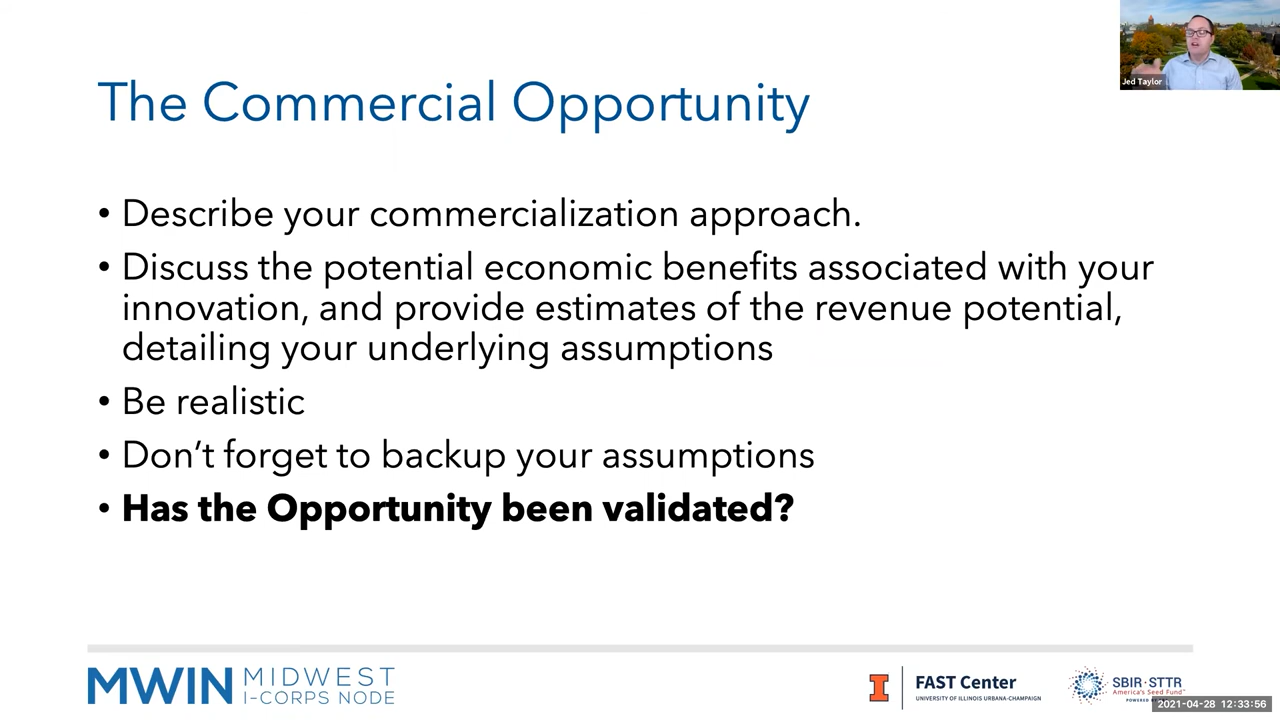 Jed Taylor
The Commercial Opportunity
• Describe your commercialization approach.
• Discuss the potential economic benefits associated with your
innovation, and provide estimates of the revenue potential,
detailing your underlying assumptions
• Be realistic
• Don’t forget to backup your assumptions
• Has the Opportunity been validated?
MWIN MIDWEST
I-CORPS NODE
I
FAST Center
UNIVERSITY OF ILLINOIS URBANA-CHAMPAIGN
SBIR·STTR
America's Seed Fund™
POWERED
2021-04-28 12:33:56